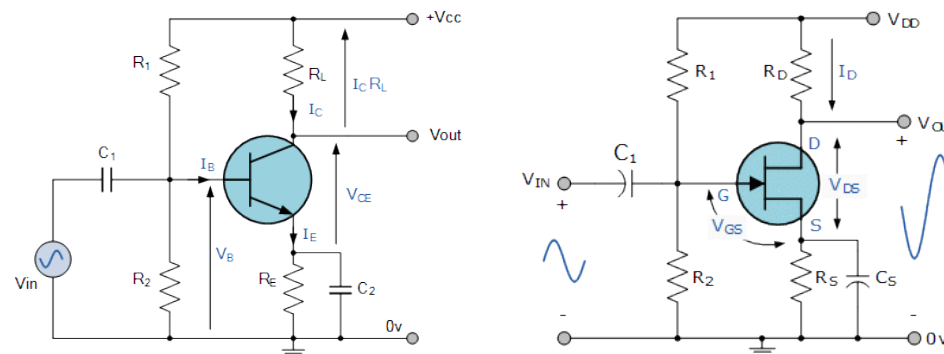 +Vcc
R1
RL
IC RL
IC
Vout
C1
IB
VCE
VB
IE
Vin
R2
RE
C2
0v
VDD
R1
RD
ID
C1
D
+
VIN
+
G
VDS
VGS
S
R2
RS
CS
-
-
0v